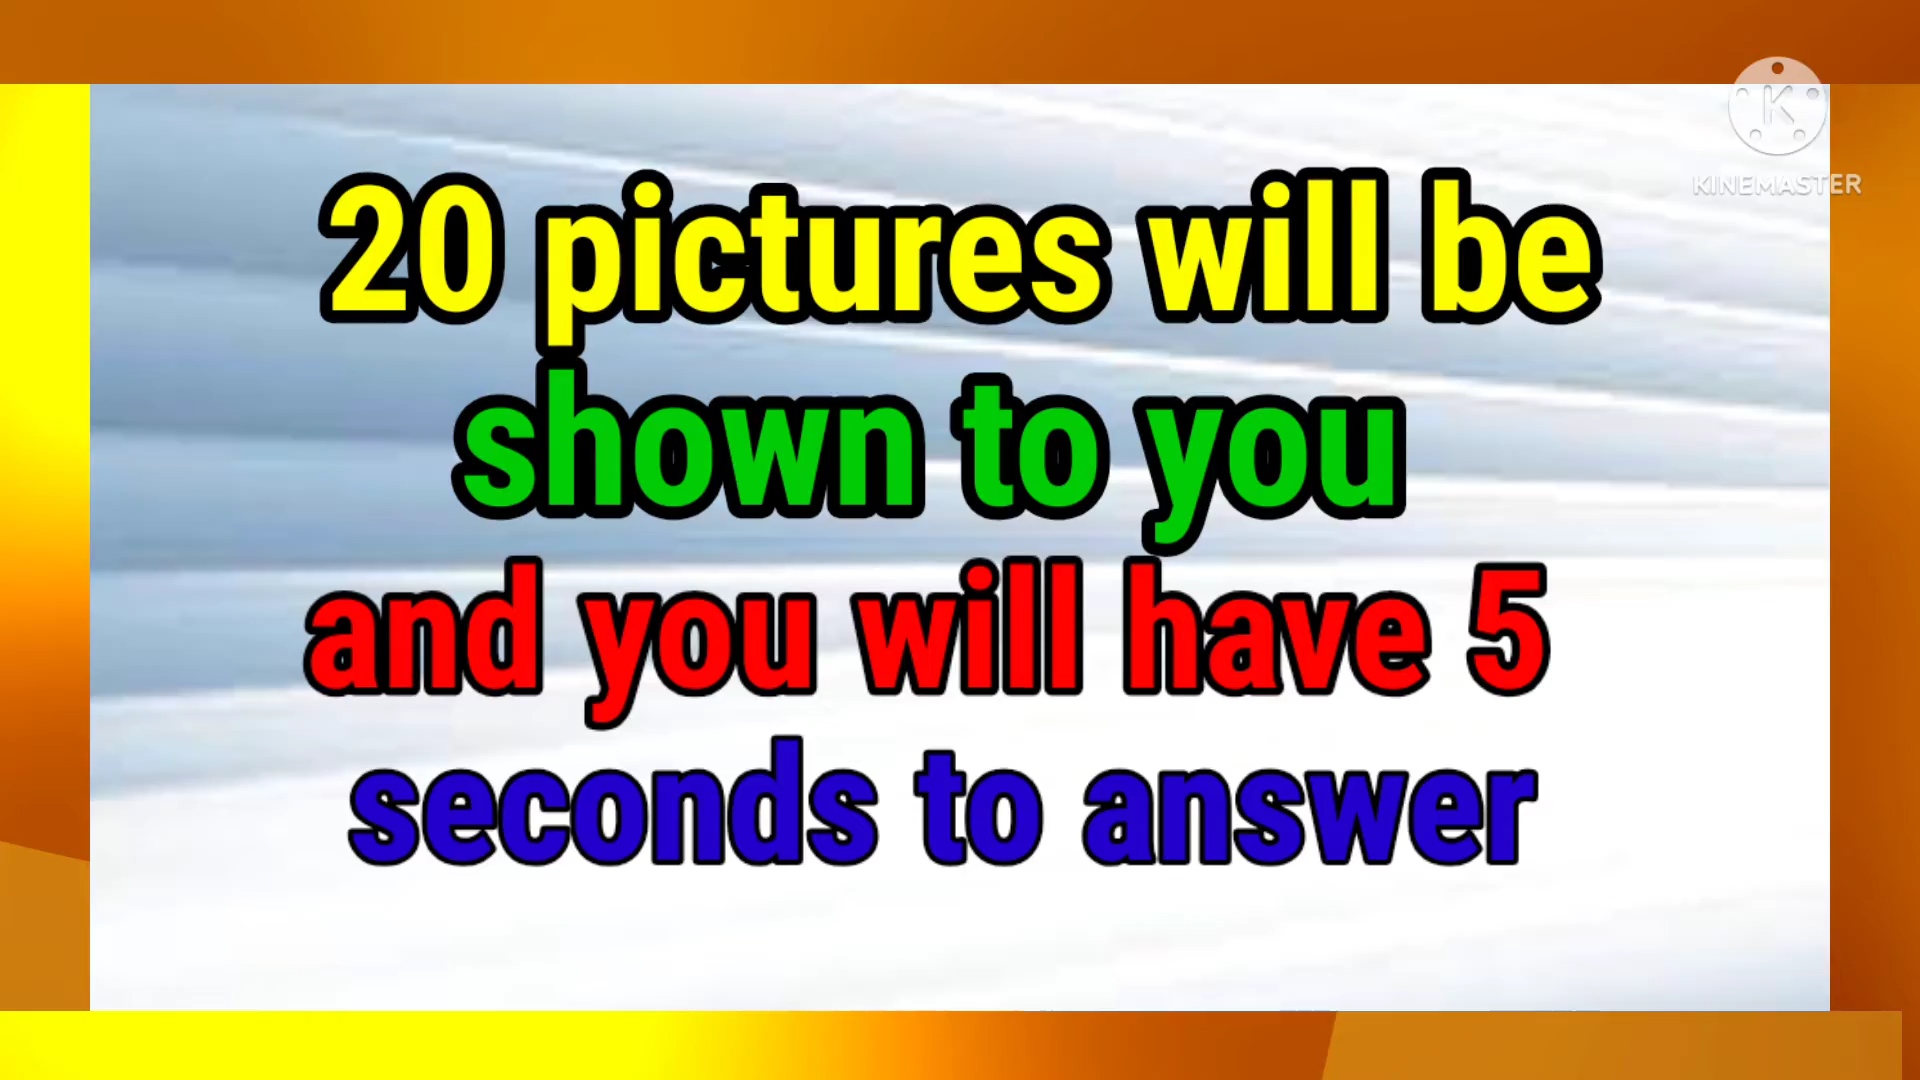 K
KINEMASTER
20 pictures will be
shown to you
and you will have 5
seconds to answer